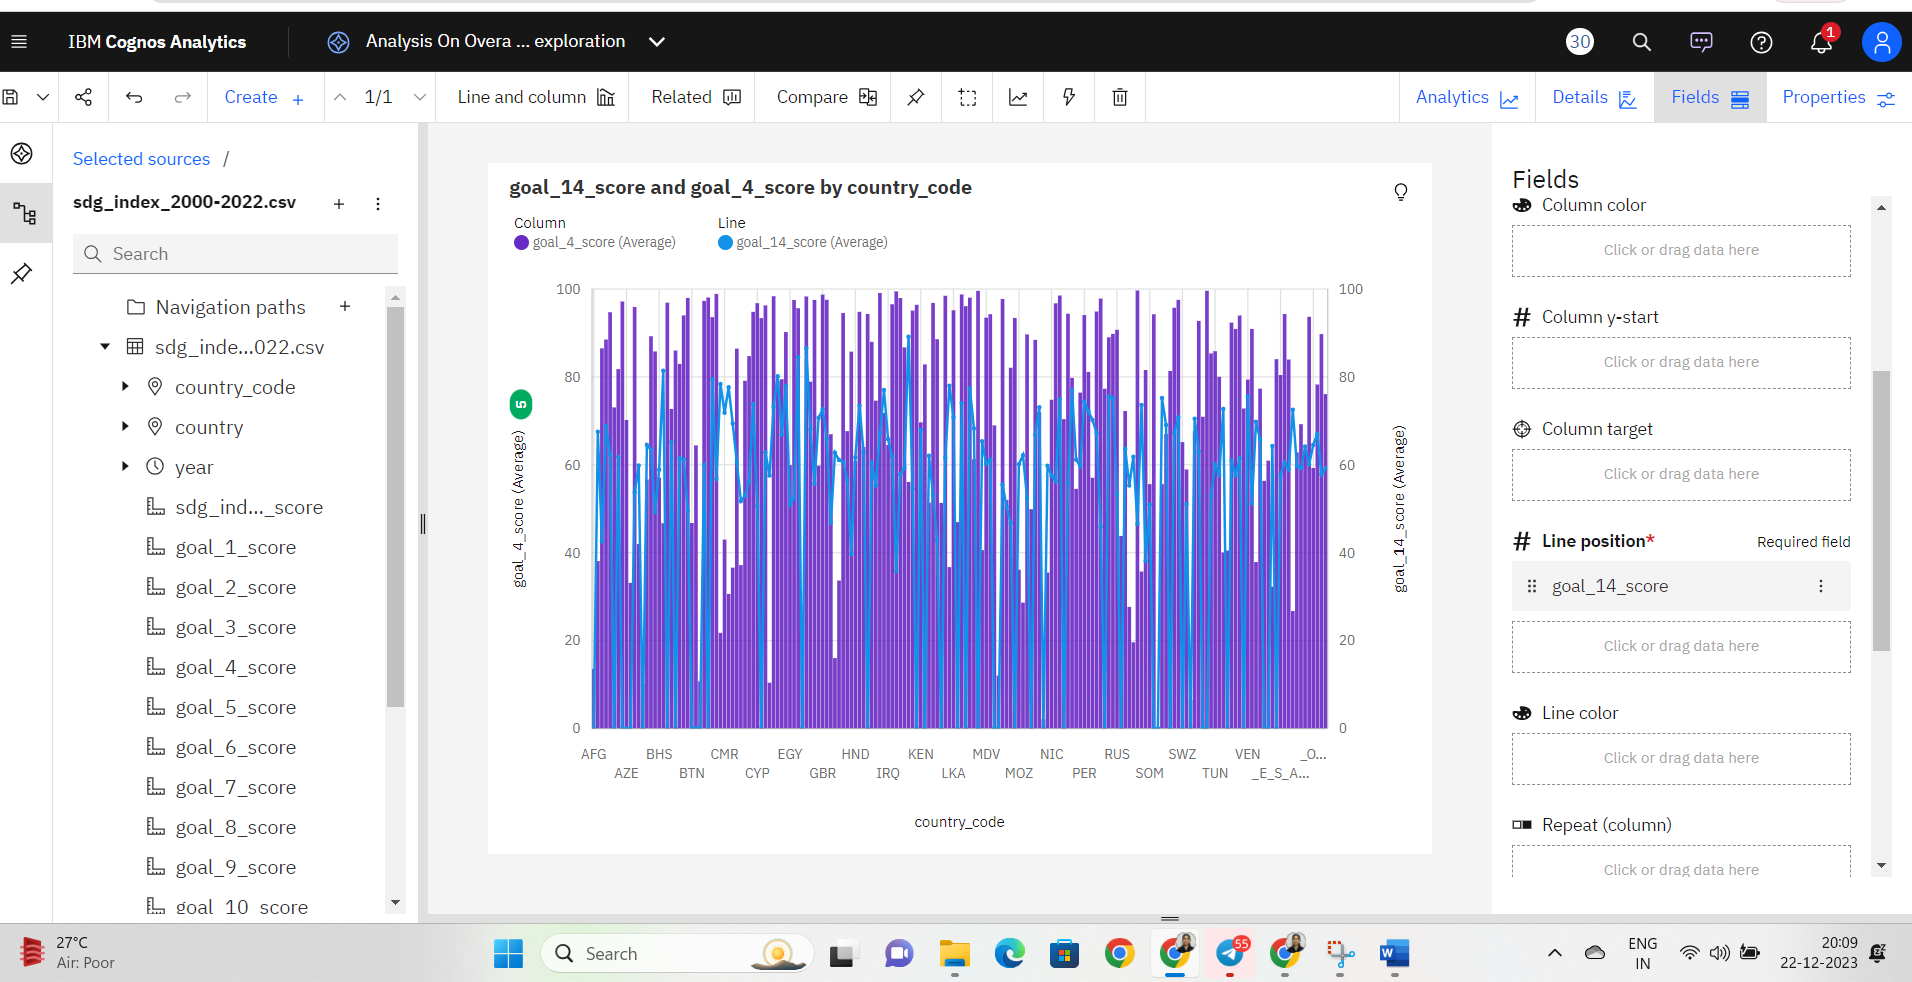 IBM Cognos Analytics
Analysis On Overa ... exploration
30
1
Create +
1/1
Line and column
Related
Compare
Analytics
Details
Fields
Properties
Selected sources /
sdg_index_2000-2022.csv
Search
Navigation paths
sdg_inde...022.csv
country_code
country
year
sdg_ind..._score
goal_1_score
goal_2_score
goal_3_score
goal_4_score
goal_5_score
goal_6_score
goal_7_score
goal_8_score
goal_9_score
goal_10_score
goal_14_score and goal_4_score by country_code
Column
Line
goal_4_score (Average)
goal_14_score (Average)
100
80
60
40
20
0
goal_4_score (Average)
5
100
80
60
40
20
0
goal_14_score (Average)
AFG BHS CMR EGY HND KEN MDV NIC RUS SWZ VEN _O...
AZE BTN CYP GBR IRQ LKA MOZ PER SOM TUN _E_S_A...
country_code
Fields
Column color
Click or drag data here
Column y-start
Click or drag data here
Column target
Click or drag data here
Line position*
Required field
goal_14_score
Click or drag data here
Line color
Click or drag data here
Repeat (column)
Click or drag data here
27°C
Air: Poor
Search
55
ENG
IN
20:09
22-12-2023